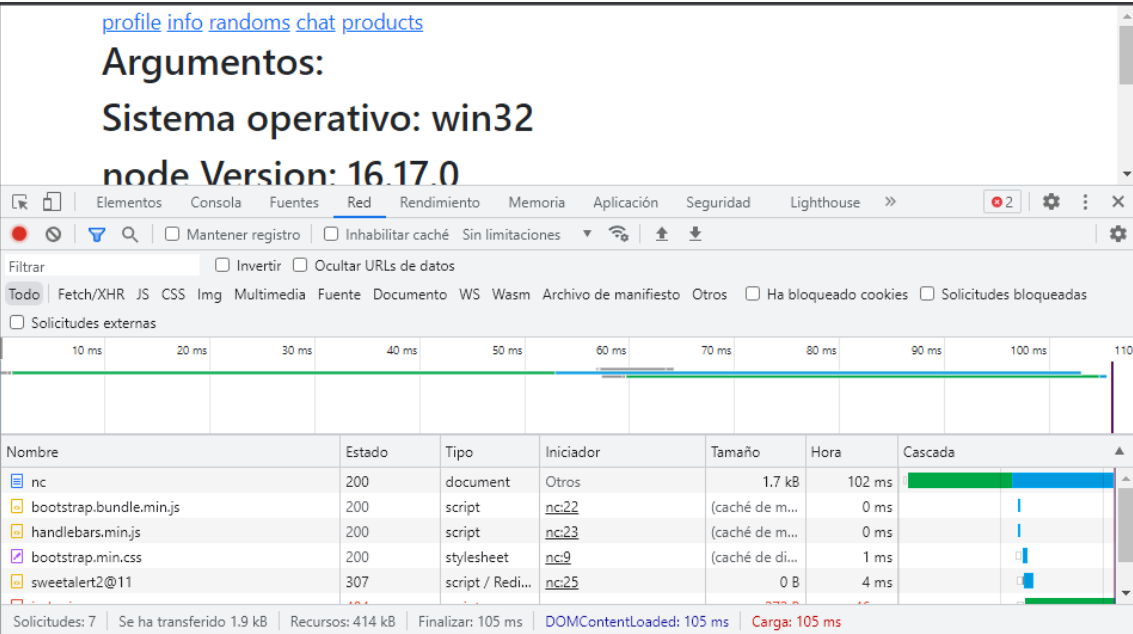 profile info randoms chat products
Argumentos:
Sistema operativo: win32
node Version: 16.17.0
Elementos Consola Fuentes Red Rendimiento Memoria Aplicación Seguridad Lighthouse » 2
Mantener registro Inhabilitar caché Sin limitaciones
Filtrar Invertir Ocultar URLs de datos
Todo Fetch/XHR JS CSS Img Multimedia Fuente Documento WS Wasm Archivo de manifiesto Otros Ha bloqueado cookies Solicitudes bloqueadas
Solicitudes externas
10 ms 20 ms 30 ms 40 ms 50 ms 60 ms 70 ms 80 ms 90 ms 100 ms 110
Nombre Estado Tipo Iniciador Tamaño Hora Cascada
nc 200 document Otros 1.7 kB 102 ms
bootstrap.bundle.min.js 200 script nc:22 (caché de m... 0 ms
handlebars.min.js 200 script nc:23 (caché de m... 0 ms
bootstrap.min.css 200 stylesheet nc:9 (caché de di... 1 ms
sweetalert2@11 307 script / Redi... nc:25 0 B 4 ms
Solicitudes: 7 Se ha transferido 1.9 kB Recursos: 414 kB Finalizar: 105 ms DOMContentLoaded: 105 ms Carga: 105 ms